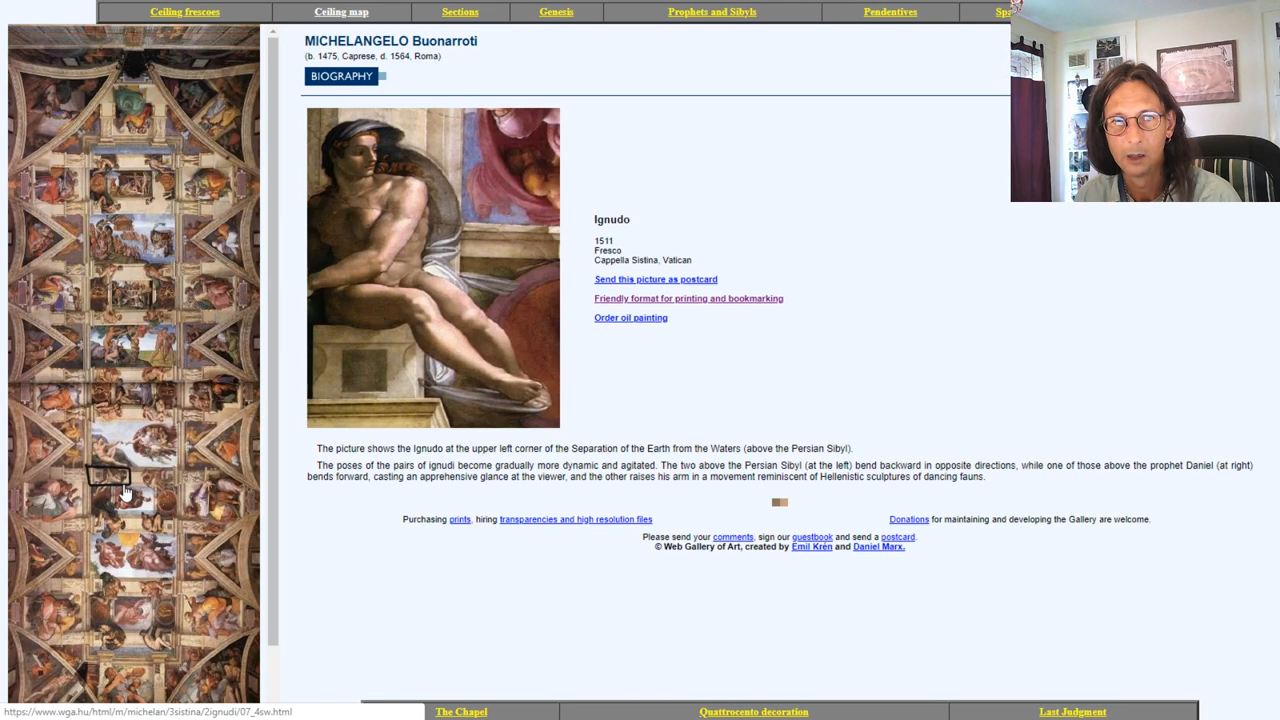 Ceiling frescoes Ceiling map Sections Genesis Prophets and Sibyls Pendentives
MICHELANGELO Buonarroti
(b. 1475, Caprese, d. 1564, Roma)
BIOGRAPHY
Ignudo
1511
Fresco
Cappella Sistina, Vatican
Send this picture as postcard
Friendly format for printing and bookmarking
Order oil painting
The picture shows the Ignudo at the upper left corner of the Separation of the Earth from the Waters (above the Persian Sibyl).
The poses of the pairs of ignudi become gradually more dynamic and agitated. The two above the Persian Sibyl (at the left) bend backward in opposite directions, while one of those above the prophet Daniel (at right)
bends forward, casting an apprehensive glance at the viewer, and the other raises his arm in a movement reminiscent of Hellenistic sculptures of dancing fauns.
Purchasing prints, hiring transparencies and high resolution files Donations for maintaining and developing the Gallery are welcome.
Please send your comments, sign our guestbook and send a postcard.
© Web Gallery of Art, created by Emil Krén and Daniel Marx.
https://www.wga.hu/html/m/michelan/3sistina/2ignudi/07_4sw.html The Chapel Quattrocento decoration Last Judgment